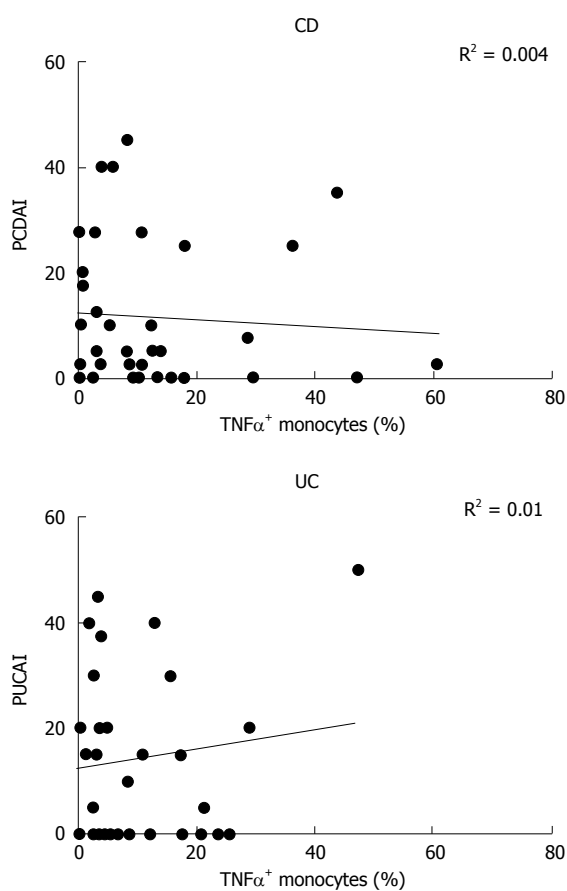 CD
R² = 0.004
60
40
20
0
PCDAI
0
20
40
60
80
TNFα⁺ monocytes (%)
UC
R² = 0.01
60
40
20
0
PUCAI
0
20
40
60
80
TNFα⁺ monocytes (%)